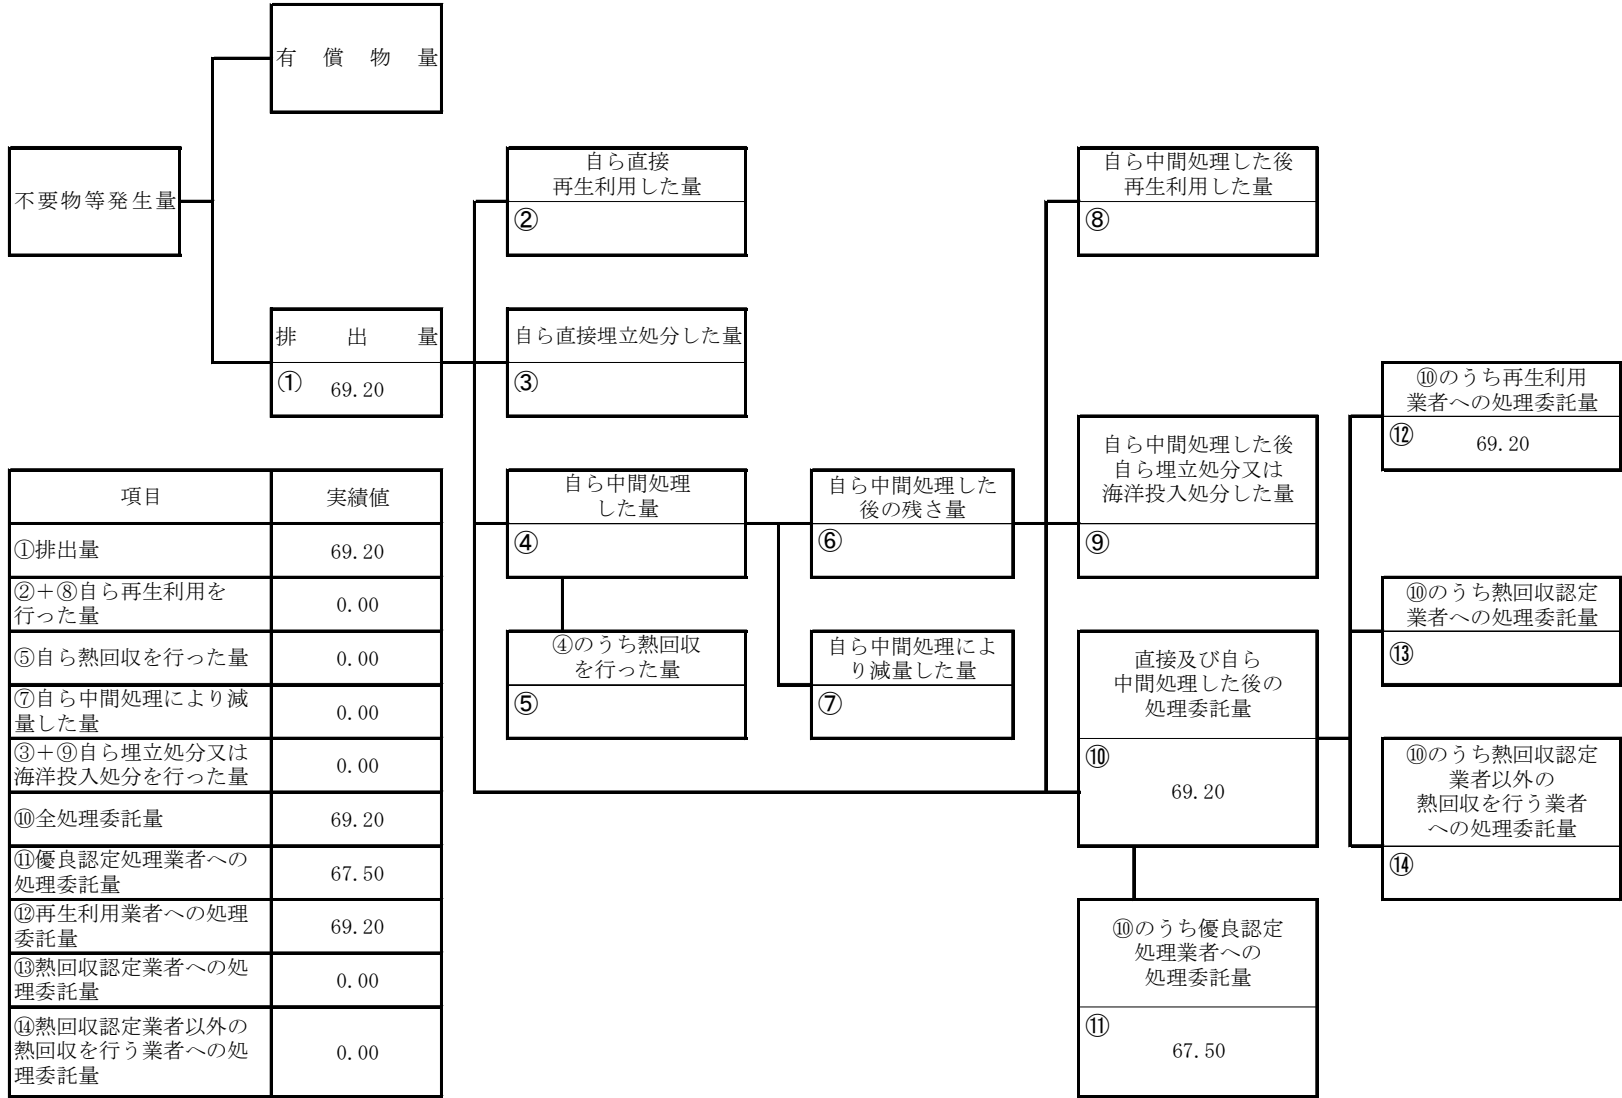 有償物量
不要物等発生量
排出量
① 69.20
自ら直接
再生利用した量
②
自ら直接埋立処分した量
③
自ら中間処理
した量
④
④のうち熱回収
を行った量
⑤
自ら中間処理した
後の残さ量
⑥
自ら中間処理によ
り減量した量
⑦
自ら中間処理した後
再生利用した量
⑧
自ら中間処理した後
自ら埋立処分又は
海洋投入処分した量
⑨
直接及び自ら
中間処理した後の
処理委託量
⑩
69.20
⑩のうち優良認定
処理業者への
処理委託量
⑪
67.50
⑩のうち再生利用
業者への処理委託量
⑫ 69.20
⑩のうち熱回収認定
業者への処理委託量
⑬
⑩のうち熱回収認定
業者以外の
熱回収を行う業者
への処理委託量
⑭
項目 実績値
①排出量 69.20
②+⑧自ら再生利用を
行った量 0.00
⑤自ら熱回収を行った量 0.00
⑦自ら中間処理により減
量した量 0.00
③+⑨自ら埋立処分又は
海洋投入処分を行った量 0.00
⑩全処理委託量 69.20
⑪優良認定処理業者への
処理委託量 67.50
⑫再生利用業者への処理
委託量 69.20
⑬熱回収認定業者への処
理委託量 0.00
⑭熱回収認定業者以外の
熱回収を行う業者への処
理委託量 0.00